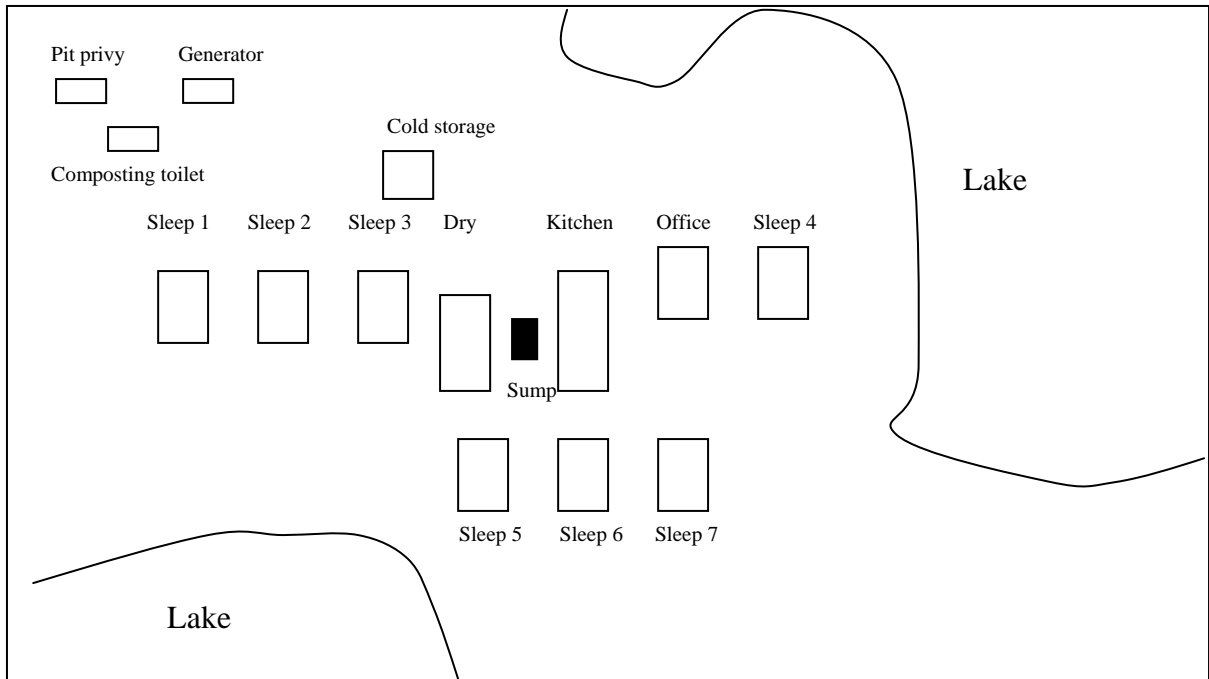 Pit privy
Generator
Cold storage
Composting toilet
Lake
Sleep 1
Sleep 2
Sleep 3
Dry
Kitchen
Office
Sleep 4
Sump
Sleep 5
Sleep 6
Sleep 7
Lake